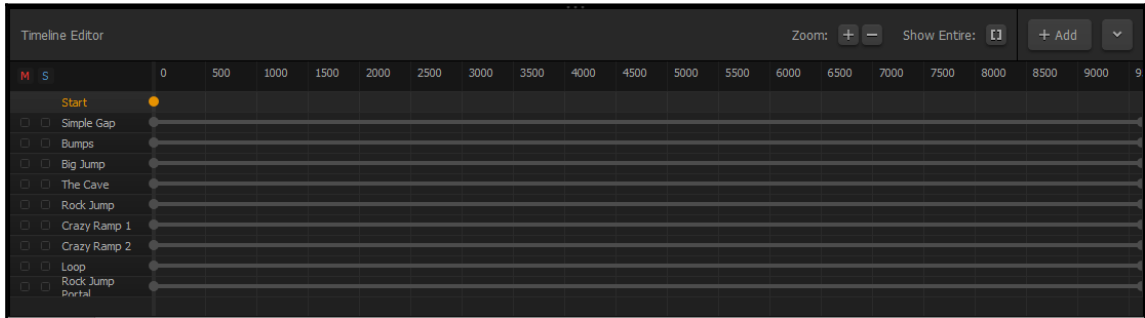 Timeline Editor Zoom: + − Show Entire: [] + Add
M S 0 500 1000 1500 2000 2500 3000 3500 4000 4500 5000 5500 6000 6500 7000 7500 8000 8500 9000 9
Start
Simple Gap
Bumps
Big Jump
The Cave
Rock Jump
Crazy Ramp 1
Crazy Ramp 2
Loop
Rock Jump
Portal